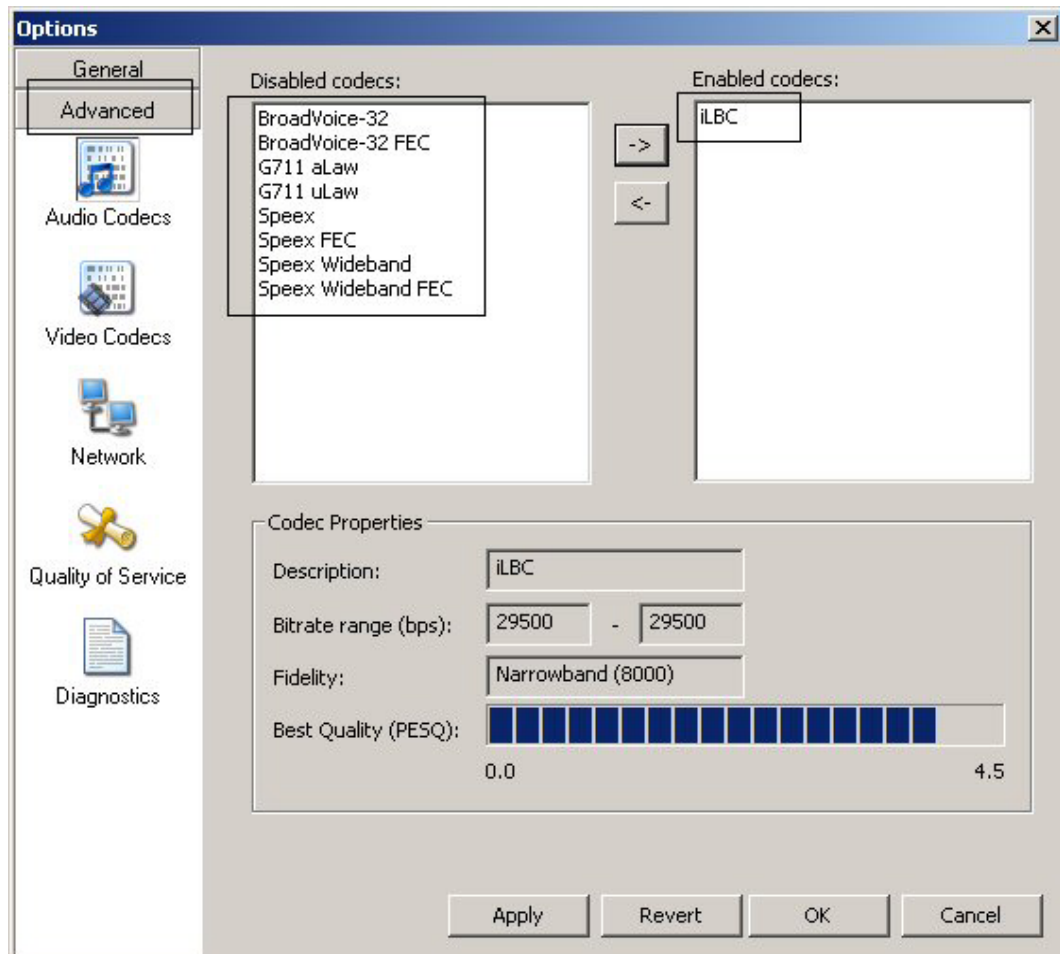 Options
General
Advanced
Audio Codecs
Video Codecs
Network
Quality of Service
Diagnostics
Disabled codecs:
BroadVoice-32
BroadVoice-32 FEC
G711 aLaw
G711 uLaw
Speex
Speex FEC
Speex Wideband
Speex Wideband FEC
->
<-
Enabled codecs:
iLBC
Codec Properties
Description: iLBC
Bitrate range (bps): 29500 - 29500
Fidelity: Narrowband (8000)
Best Quality (PESQ):
0.0 4.5
Apply Revert OK Cancel